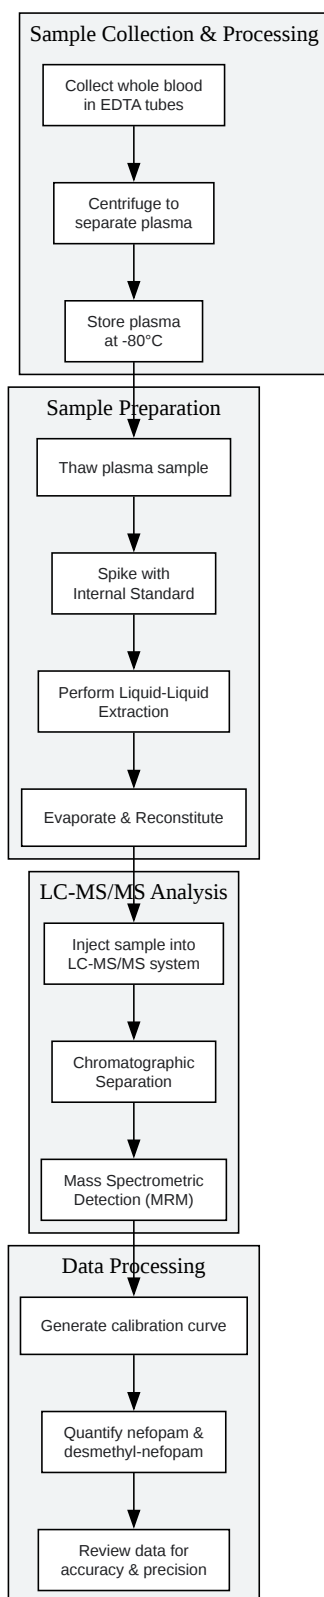 Sample Collection & Processing
Collect whole blood
in EDTA tubes
Centrifuge to
separate plasma
Store plasma
at -80°C
Sample Preparation
Thaw plasma sample
Spike with
Internal Standard
Perform Liquid-Liquid
Extraction
Evaporate & Reconstitute
LC-MS/MS Analysis
Inject sample into
LC-MS/MS system
Chromatographic
Separation
Mass Spectrometric
Detection (MRM)
Data Processing
Generate calibration curve
Quantify nefopam &
desmethyl-nefopam
Review data for
accuracy & precision